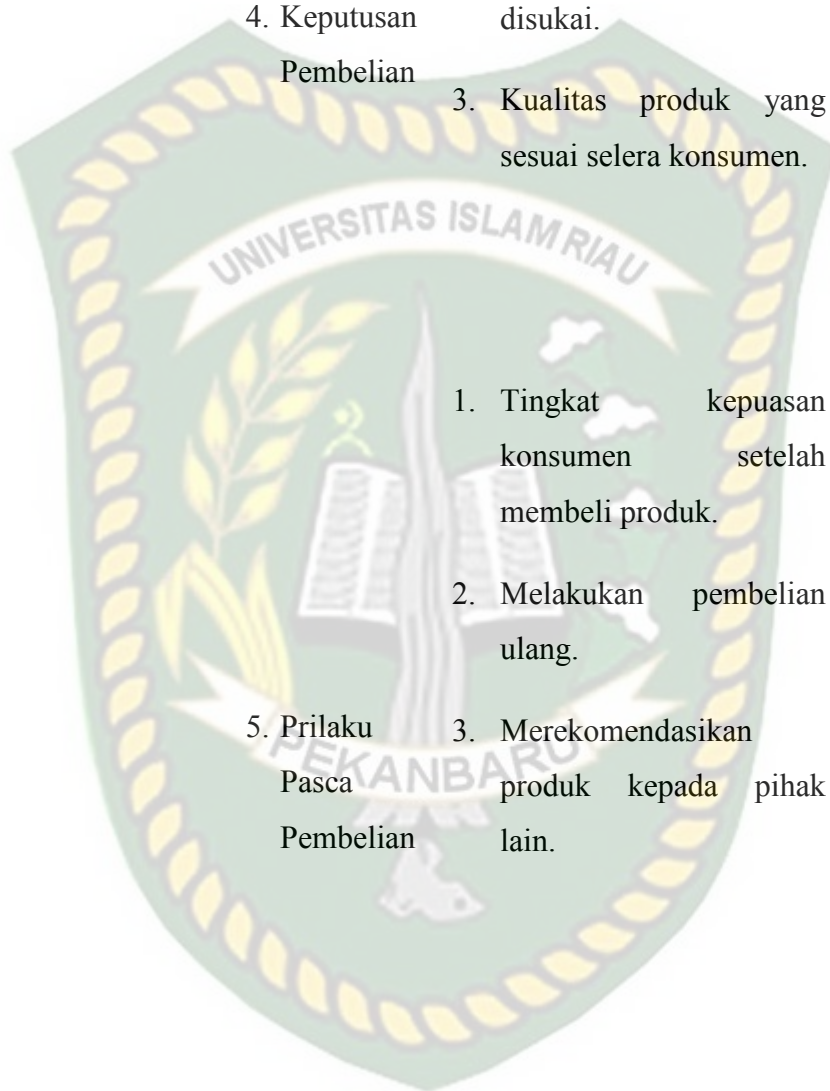 4. Keputusan
Pembelian
disukai.
3. Kualitas produk yang
sesuai selera konsumen.
UNIVERSITAS ISLAM RIAU
1. Tingkat kepuasan
konsumen setelah
membeli produk.
2. Melakukan pembelian
ulang.
5. Prilaku
Pasca
Pembelian
3. Merekomendasikan
produk kepada pihak
lain.
PEKANBARU